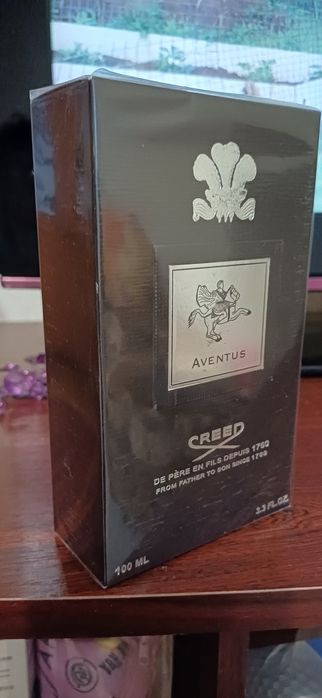 AVENTUS
CREED
DE PÈRE EN FILS DEPUIS 1760
FROM FATHER TO SON SINCE 1760
100 ML
3.3 FL.OZ.